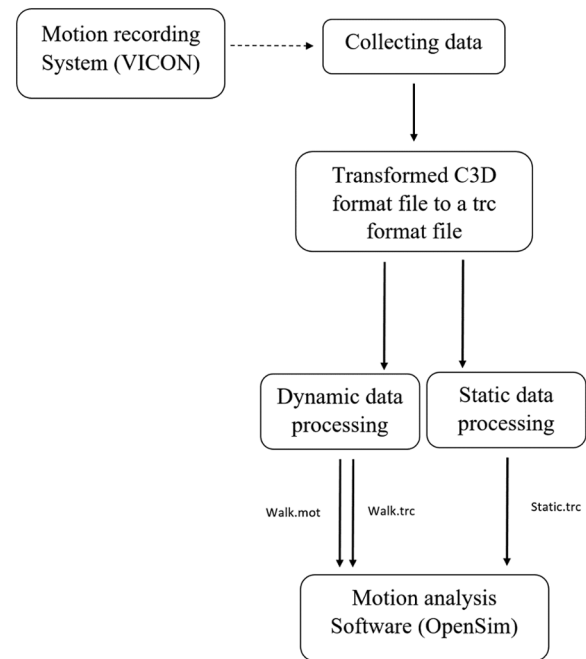 Motion recording
System (VICON)
Collecting data
Transformed C3D
format file to a trc
format file
Dynamic data
processing
Static data
processing
Walk.mot
Walk.trc
Static.trc
Motion analysis
Software (OpenSim)